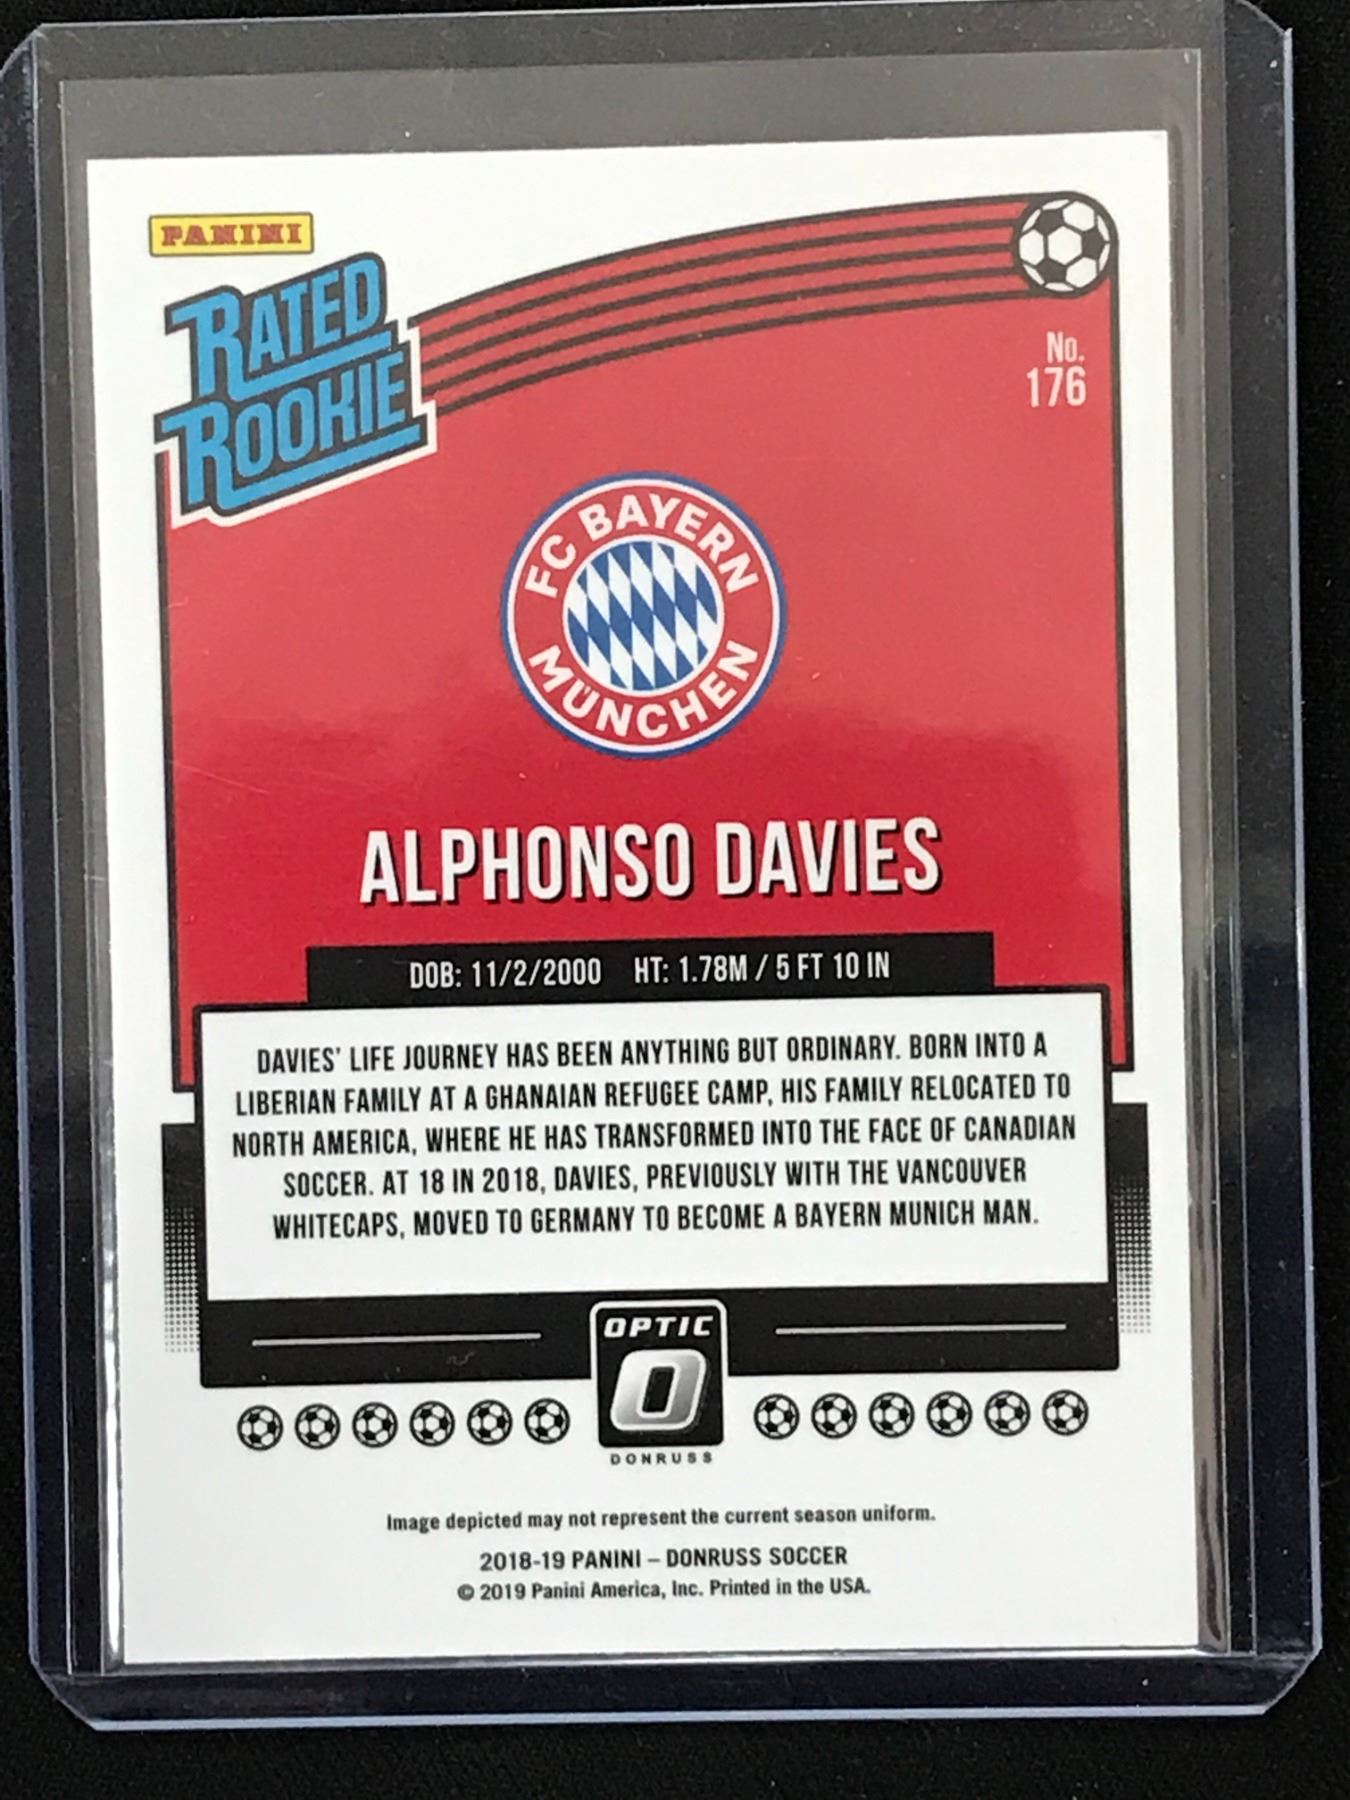 PANINI
RATED
ROOKIE
No.
176
FC BAYERN
MÜNCHEN
ALPHONSO DAVIES
DOB: 11/2/2000 HT: 1.78M / 5 FT 10 IN
DAVIES' LIFE JOURNEY HAS BEEN ANYTHING BUT ORDINARY. BORN INTO A
LIBERIAN FAMILY AT A GHANAIAN REFUGEE CAMP, HIS FAMILY RELOCATED TO
NORTH AMERICA, WHERE HE HAS TRANSFORMED INTO THE FACE OF CANADIAN
SOCCER. AT 18 IN 2018, DAVIES, PREVIOUSLY WITH THE VANCOUVER
WHITECAPS, MOVED TO GERMANY TO BECOME A BAYERN MUNICH MAN.
OPTIC
O
DONRUSS
Image depicted may not represent the current season uniform.
2018-19 PANINI – DONRUSS SOCCER
© 2019 Panini America, Inc. Printed in the USA.